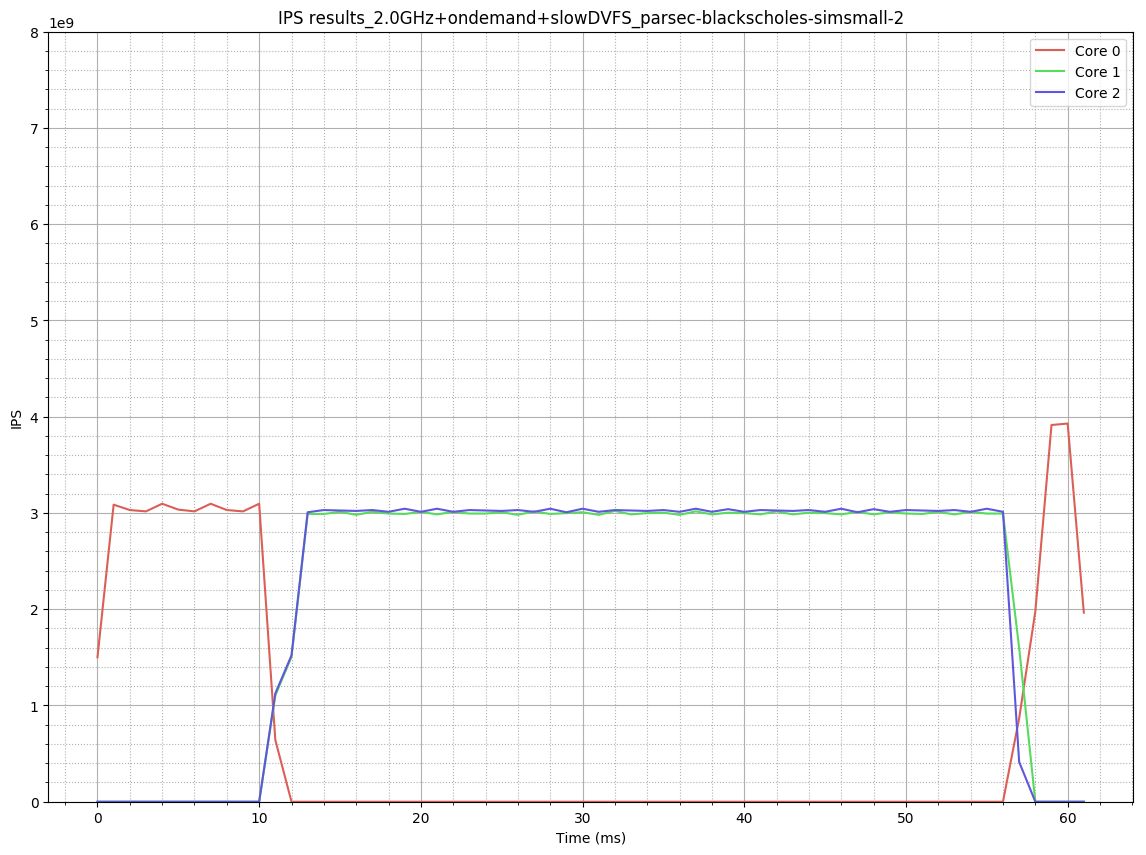 IPS results_2.0GHz+ondemand+slowDVFS_parsec-blackscholes-simsmall-2
1e9
8
7
6
5
4
3
2
1
0
IPS
Core 0
Core 1
Core 2
0 10 20 30 40 50 60
Time (ms)